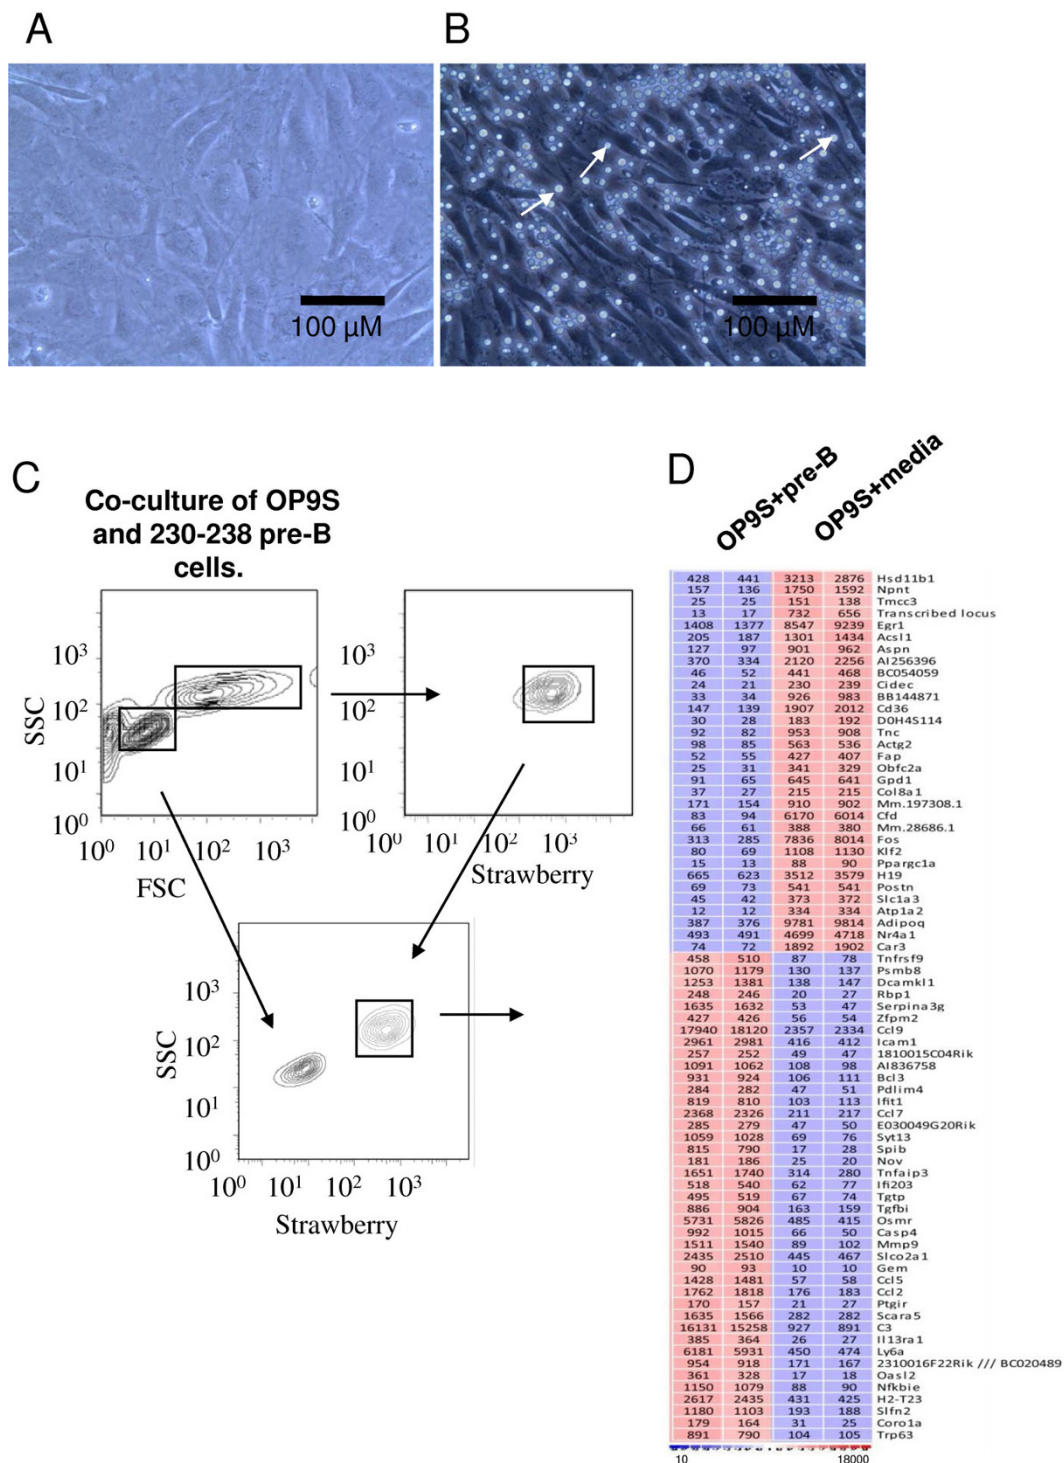 A
B
100 µM
100 µM
C
Co-culture of OP9S
and 230-238 pre-B
cells.
SSC
10³
10²
10¹
10⁰
10⁰ 10¹ 10² 10³
FSC
10³
10²
10¹
10⁰
10⁰ 10¹ 10² 10³
Strawberry
SSC
10³
10²
10¹
10⁰
10⁰ 10¹ 10² 10³
Strawberry
D
OP9S+pre-B
OP9S+media
428 441 3213 2876 Hsd11b1
157 136 1750 1592 Npnt
25 25 151 138 Tmcc3
13 17 732 656 Transcribed locus
1408 1377 8547 9239 Egr1
205 187 1301 1434 Acsl1
127 97 901 962 Aspn
370 334 2120 2256 AI256396
46 52 441 468 BC054059
24 21 230 239 Cidec
33 34 926 983 BB144871
147 139 1907 2012 Cd36
30 28 183 192 D0H4S114
92 82 953 908 Tnc
98 85 563 536 Actg2
52 55 427 407 Fap
25 31 341 329 Obfc2a
91 65 645 641 Gpd1
37 27 215 215 Col8a1
171 154 910 902 Mm.197308.1
83 94 6170 6014 Cfd
66 61 388 380 Mm.28686.1
313 285 7836 8014 Fos
80 69 1108 1130 Klf2
15 13 88 90 Ppargc1a
665 623 3512 3579 H19
69 73 541 541 Postn
45 42 373 372 Slc1a3
12 12 334 334 Atp1a2
387 376 9781 9814 Adipoq
493 491 4699 4718 Nr4a1
74 72 1892 1902 Car3
458 510 87 78 Tnfrsf9
1070 1179 130 137 Psmb8
1253 1381 138 147 Dcamkl1
248 246 20 27 Rbp1
1635 1632 53 47 Serpina3g
427 426 56 54 Zfpm2
17940 18120 2357 2334 Ccl9
2961 2981 416 412 Icam1
257 252 49 47 1810015C04Rik
1091 1062 108 98 AI836758
931 924 106 111 Bcl3
284 282 47 51 Pdlim4
819 810 103 113 Ifit1
2368 2326 211 217 Ccl7
285 279 47 50 E030049G20Rik
1059 1028 69 76 Syt13
815 790 17 28 Spib
181 186 25 20 Nov
1651 1740 314 280 Tnfaip3
518 540 62 77 Ifi203
495 519 67 74 Tgtp
886 904 163 159 Tgfbi
5731 5826 485 415 Osmr
992 1015 66 50 Casp4
1511 1540 89 102 Mmp9
2435 2510 445 467 Slco2a1
90 93 10 10 Gem
1428 1481 57 58 Ccl5
1762 1818 176 183 Ccl2
170 157 21 27 Ptgir
1635 1566 282 282 Scara5
16131 15258 927 891 C3
385 364 26 27 Il13ra1
6181 5931 450 474 Ly6a
954 918 171 167 2310016F22Rik /// BC020489
361 328 17 18 Oasl2
1150 1079 88 90 Nfkbie
2617 2435 431 425 H2-T23
1180 1103 193 188 Slfn2
179 164 31 25 Coro1a
891 790 104 105 Trp63
10 18000